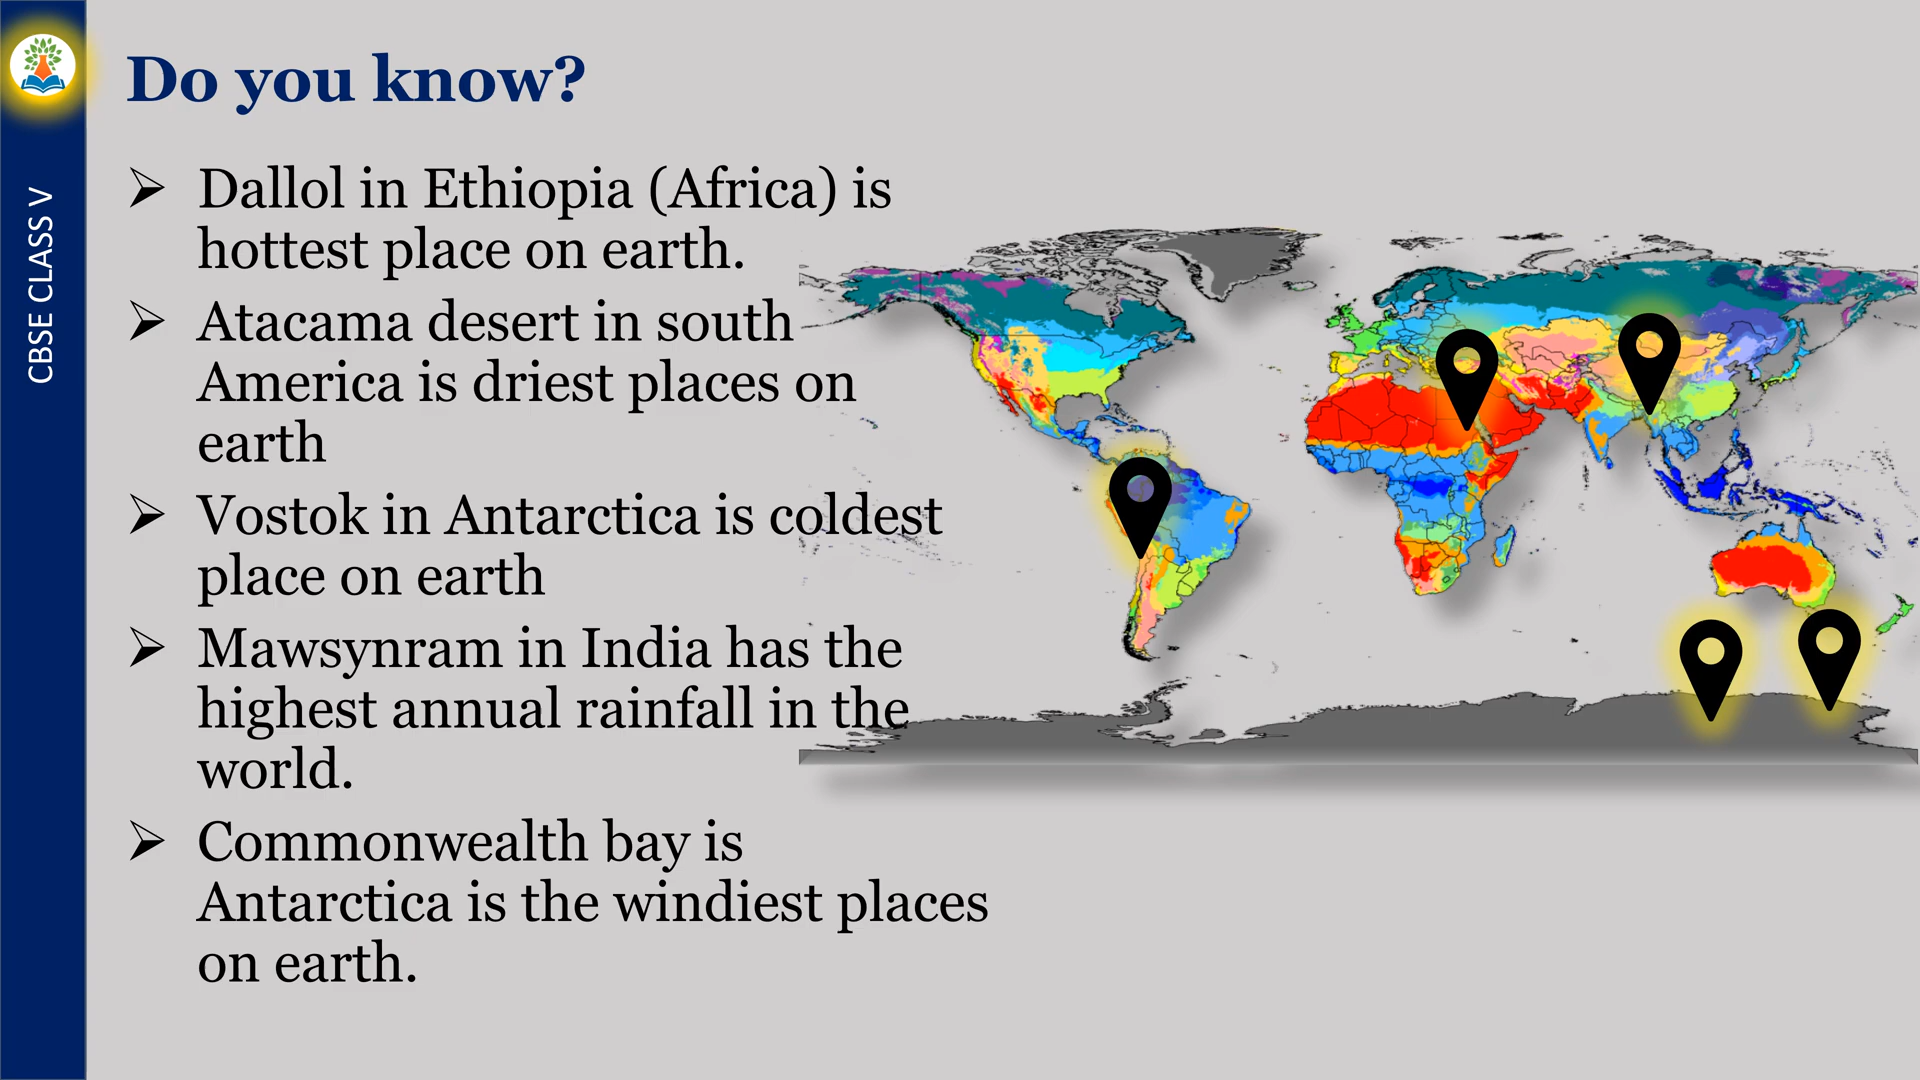 CBSE CLASS V
Do you know?
➢ Dallol in Ethiopia (Africa) is
hottest place on earth.
➢ Atacama desert in south
America is driest places on
earth
➢ Vostok in Antarctica is coldest
place on earth
➢ Mawsynram in India has the
highest annual rainfall in the
world.
➢ Commonwealth bay is
Antarctica is the windiest places
on earth.